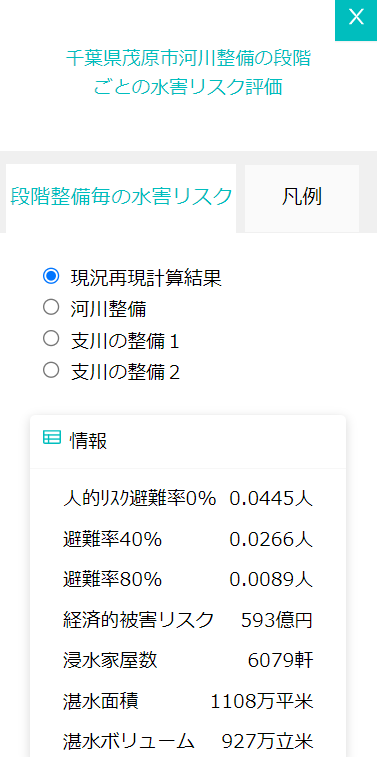 X
千葉県茂原市河川整備の段階
ごとの水害リスク評価
段階整備毎の水害リスク 凡例
現況再現計算結果
河川整備
支川の整備１
支川の整備２
情報
人的ﾘｽｸ避難率0% 0.0445人
避難率40% 0.0266人
避難率80% 0.0089人
経済的被害リスク 593億円
浸水家屋数 6079軒
湛水面積 1108万平米
湛水ボリューム 927万立米